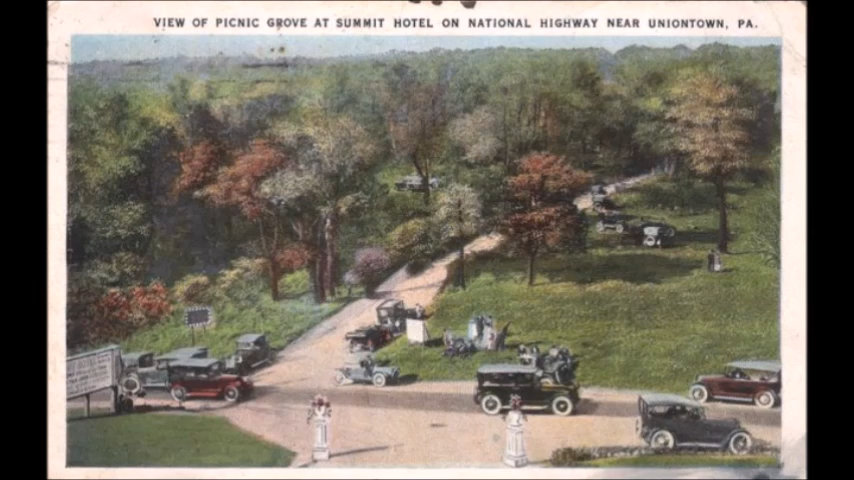 VIEW OF PICNIC GROVE AT SUMMIT HOTEL ON NATIONAL HIGHWAY NEAR UNIONTOWN, PA.